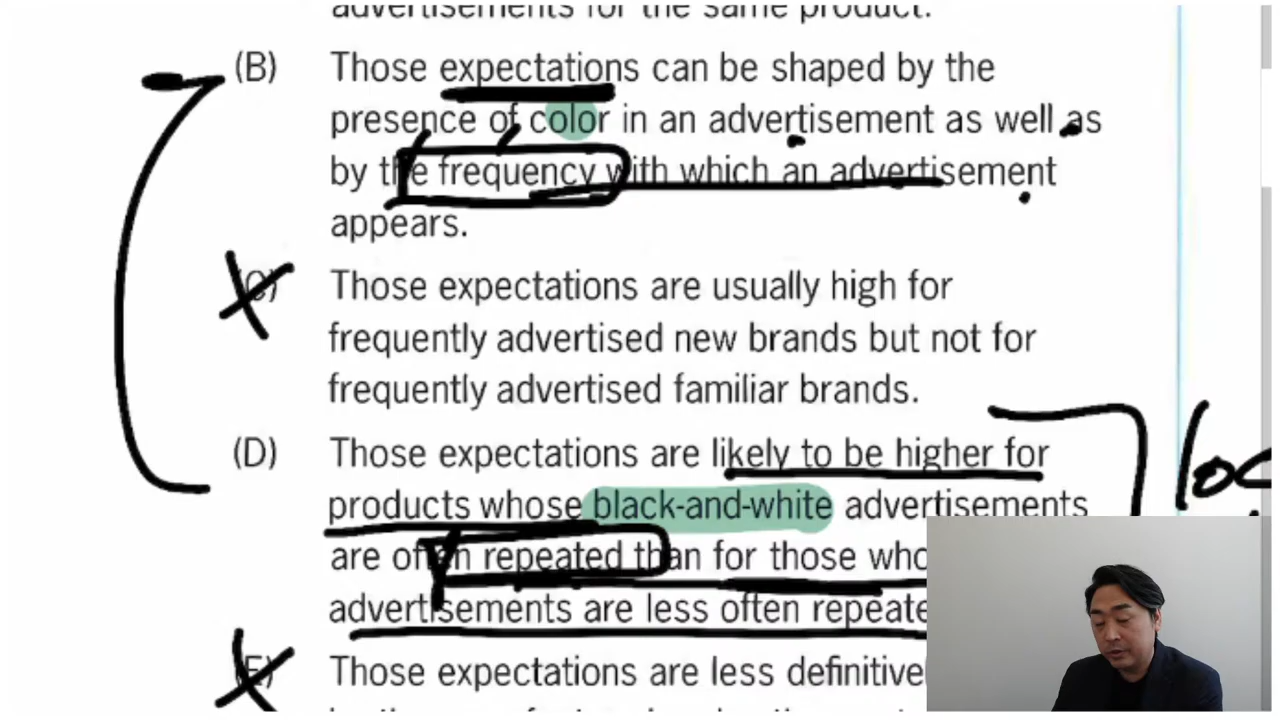 advertisements for the same product.
(B) Those expectations can be shaped by the
presence of color in an advertisement as well as
by the frequency with which an advertisement
appears.
(C) Those expectations are usually high for
frequently advertised new brands but not for
frequently advertised familiar brands.
(D) Those expectations are likely to be higher for
products whose black-and-white advertisements
are often repeated than for those
advertisements are less often
(E) Those expectations are less